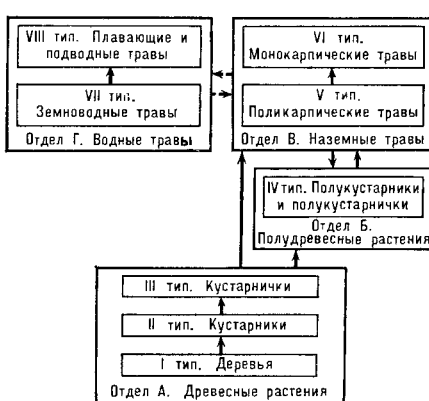 VIII тип. Плавающие и
подводные травы
VII тип.
Земноводные травы
Отдел Г. Водные травы
VI тип.
Монокарпические травы
V тип.
Поликарпические травы
Отдел В. Наземные травы
IV тип. Полукустарники
и полукустарнички
Отдел Б.
Полудревесные растения
III тип. Кустарнички
II тип. Кустарники
I тип. Деревья
Отдел А. Древесные растения